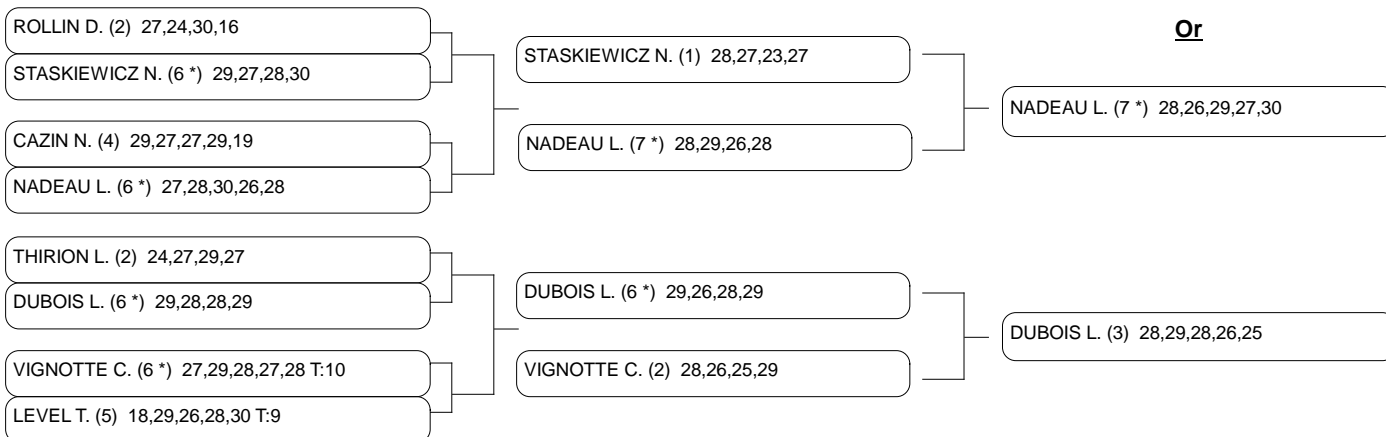 ROLLIN D. (2) 27,24,30,16
STASKIEWICZ N. (6 *) 29,27,28,30
CAZIN N. (4) 29,27,27,29,19
NADEAU L. (6 *) 27,28,30,26,28
THIRION L. (2) 24,27,29,27
DUBOIS L. (6 *) 29,28,28,29
VIGNOTTE C. (6 *) 27,29,28,27,28 T:10
LEVEL T. (5) 18,29,26,28,30 T:9
STASKIEWICZ N. (1) 28,27,23,27
NADEAU L. (7 *) 28,29,26,28
DUBOIS L. (6 *) 29,26,28,29
VIGNOTTE C. (2) 28,26,25,29
Or
NADEAU L. (7 *) 28,26,29,27,30
DUBOIS L. (3) 28,29,28,26,25